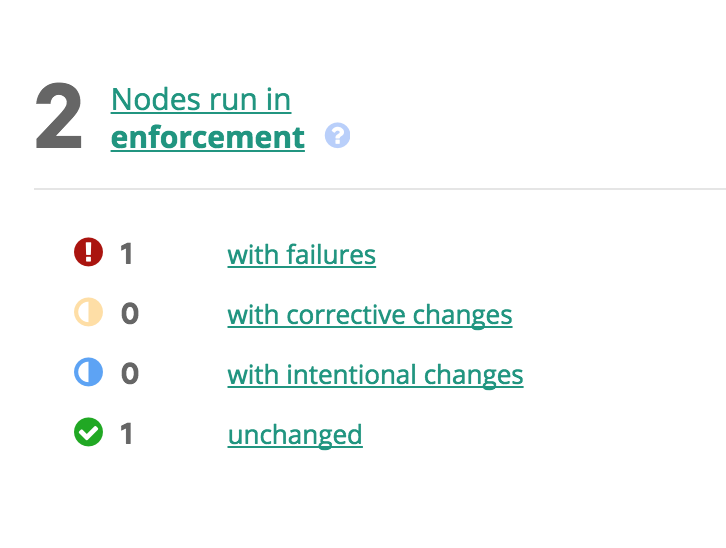 2 Nodes run in
enforcement ?
1 with failures
0 with corrective changes
0 with intentional changes
1 unchanged